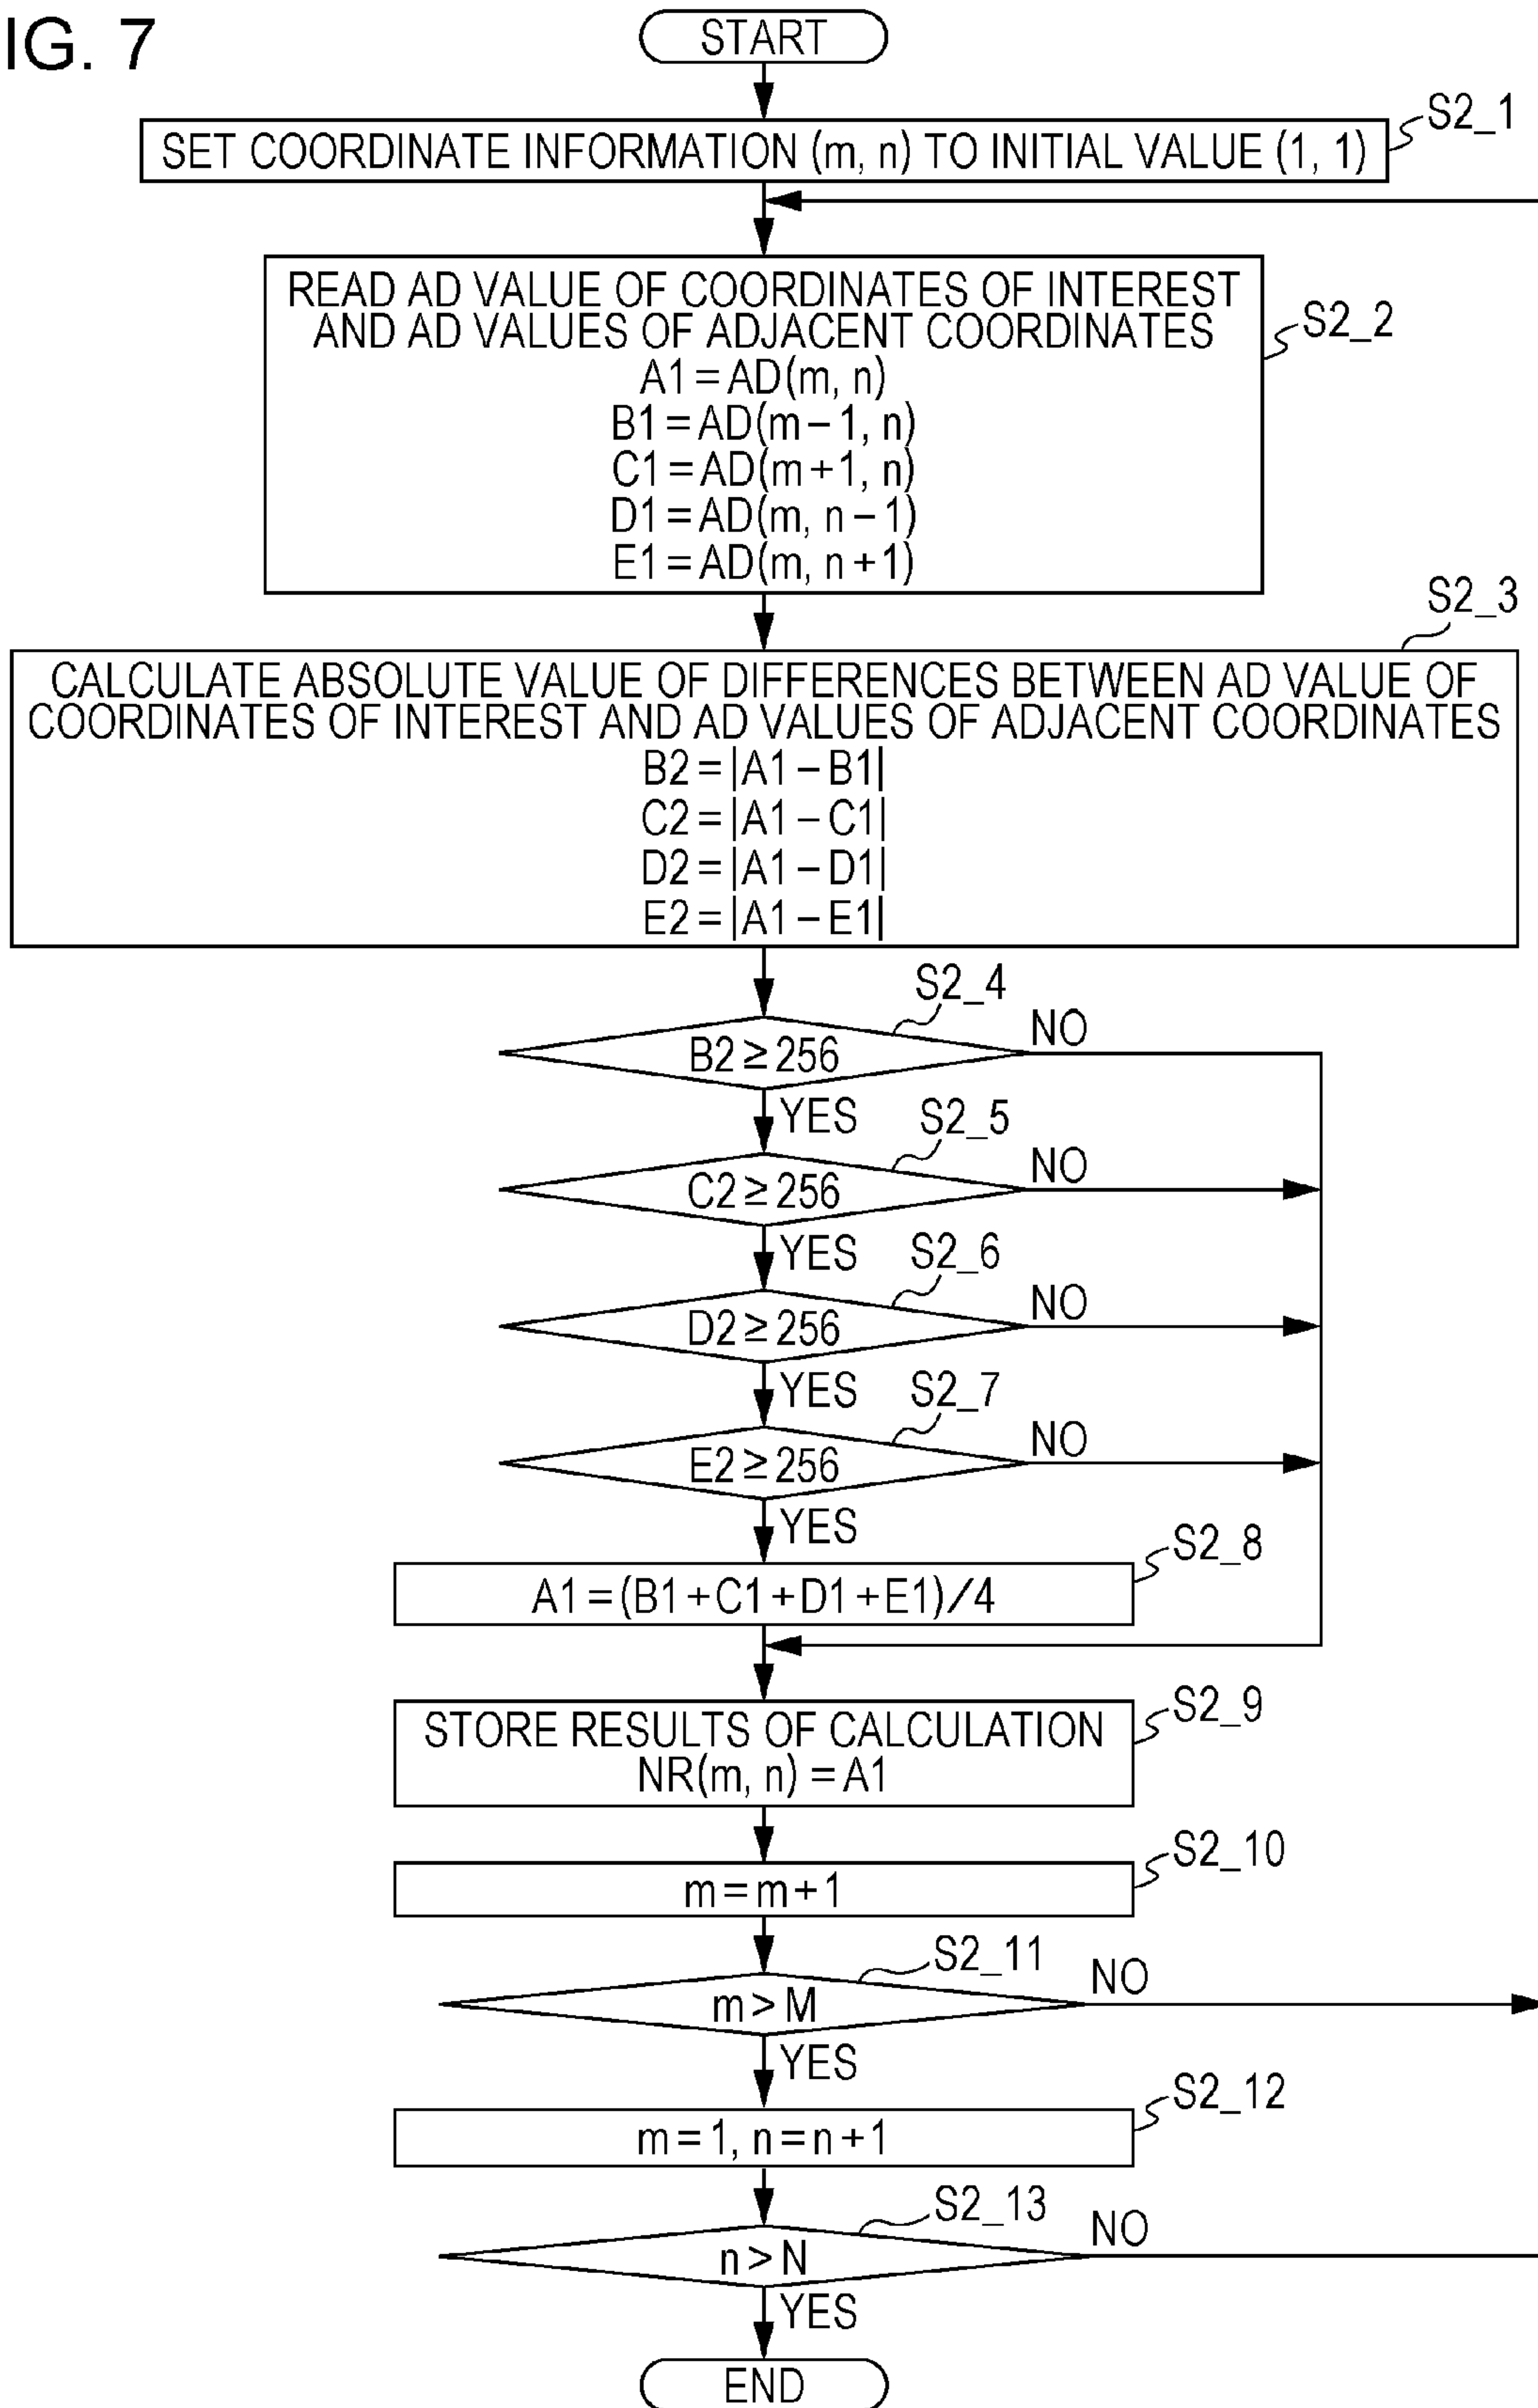 IG. 7
START
S2_1
SET COORDINATE INFORMATION (m, n) TO INITIAL VALUE (1, 1)
READ AD VALUE OF COORDINATES OF INTEREST
AND AD VALUES OF ADJACENT COORDINATES
A1=AD(m, n)
B1=AD(m-1, n)
C1=AD(m+1, n)
D1=AD(m, n-1)
E1=AD(m, n+1)
S2_2
S2_3
CALCULATE ABSOLUTE VALUE OF DIFFERENCES BETWEEN AD VALUE OF
COORDINATES OF INTEREST AND AD VALUES OF ADJACENT COORDINATES
B2=|A1-B1|
C2=|A1-C1|
D2=|A1-D1|
E2=|A1-E1|
S2_4
B2≥256
NO
YES
S2_5
C2≥256
NO
YES
S2_6
D2≥256
NO
YES
S2_7
E2≥256
NO
YES
S2_8
A1=(B1+C1+D1+E1)/4
S2_9
STORE RESULTS OF CALCULATION
NR(m, n)=A1
S2_10
m=m+1
S2_11
m>M
NO
YES
S2_12
m=1, n=n+1
S2_13
n>N
NO
YES
END